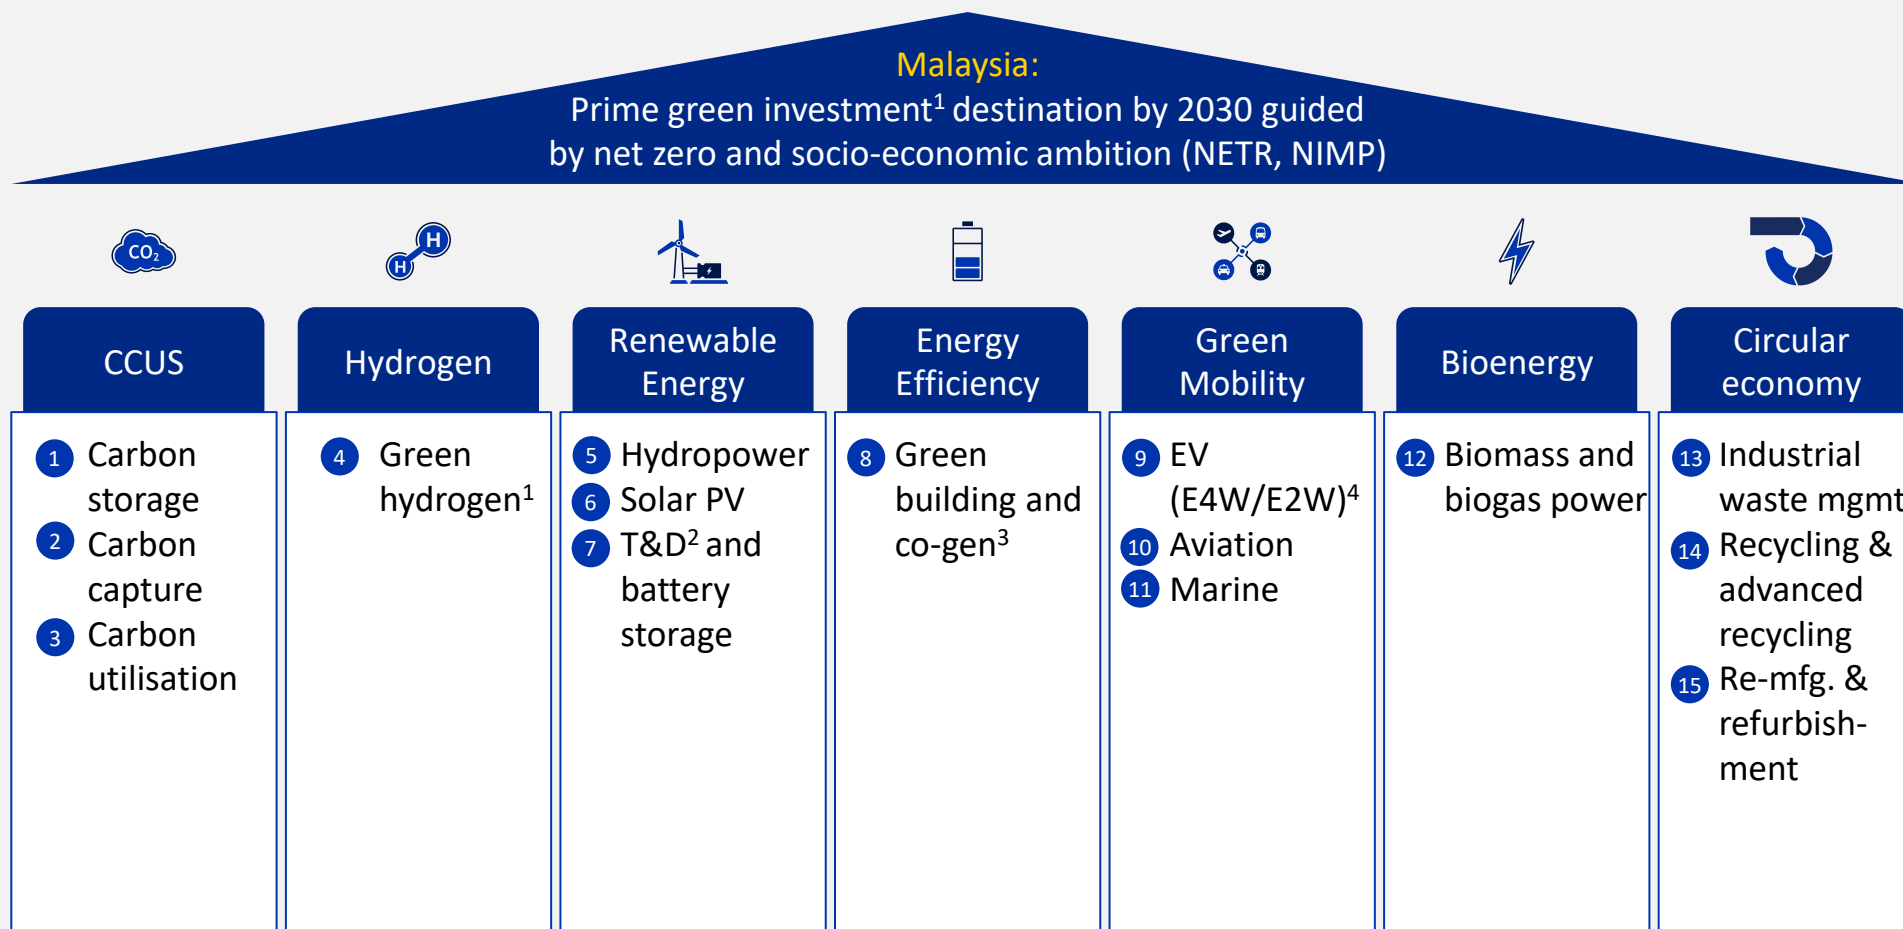 Malaysia:
Prime green investment¹ destination by 2030 guided
by net zero and socio-economic ambition (NETR, NIMP)
CO₂
H
H
CCUS
1 Carbon
storage
2 Carbon
capture
3 Carbon
utilisation
Hydrogen
4 Green
hydrogen¹
Renewable
Energy
5 Hydropower
6 Solar PV
7 T&D² and
battery
storage
Energy
Efficiency
8 Green
building and
co-gen³
Green
Mobility
9 EV
(E4W/E2W)⁴
10 Aviation
11 Marine
Bioenergy
12 Biomass and
biogas power
Circular
economy
13 Industrial
waste mgmt
14 Recycling &
advanced
recycling
15 Re-mfg. &
refurbish-
ment